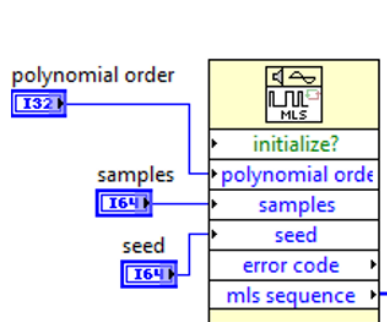 polynomial order
I32
MLS
initialize?
polynomial orde
samples
I64
samples
seed
I64
seed
error code
mls sequence